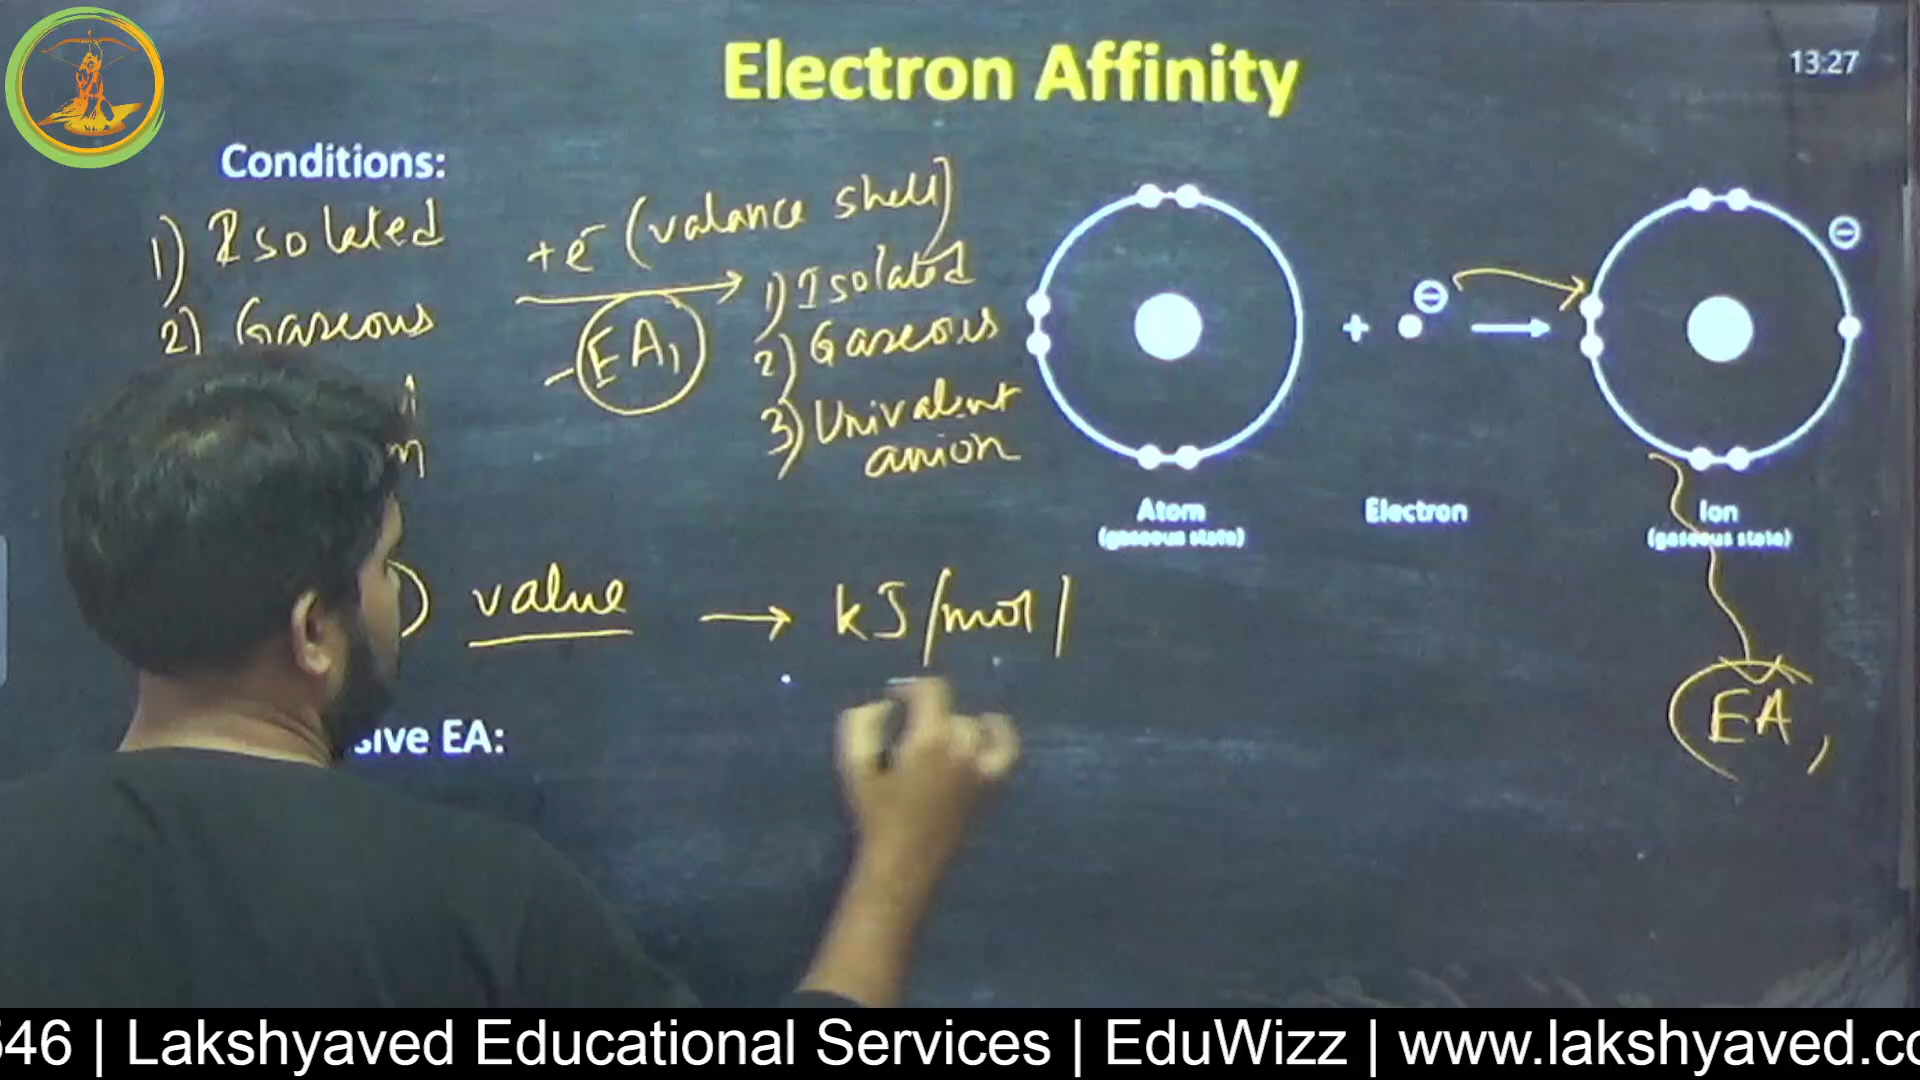 Electron Affinity
13:27
Conditions:
1) Isolated
2) Gaseous
+e⁻ (valance shell)
- EA₁
1) Isolated
2) Gaseous
3) Univalent
anion
⊖
+
⊖
Atom
(gaseous state)
Electron
Ion
(gaseous state)
) value → kJ/mol /
EA₁
sive EA:
546 | Lakshyaved Educational Services | EduWizz | www.lakshyaved.co